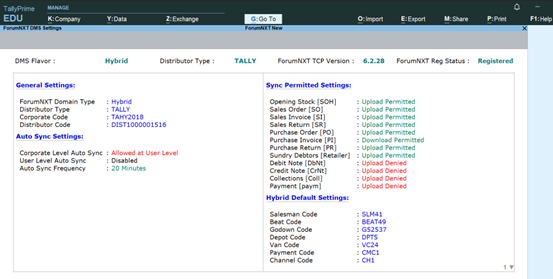 TallyPrime
MANAGE
EDU
K:Company
Y:Data
Z:Exchange
G:Go To
O:Import
E:Export
M:Share
P:Print
F1:Help
ForumNXT DMS Settings
ForumNXT New
DMS Flavor : Hybrid
Distributor Type : TALLY
ForumNXT TCP Version : 6.2.28
ForumNXT Reg Status : Registered
General Settings:
ForumNXT Domain Type : Hybrid
Distributor Type : TALLY
Corporate Code : TAHY2018
Distributor Code : DIST1000001516
Auto Sync Settings:
Corporate Level Auto Sync : Allowed at User Level
User Level Auto Sync : Disabled
Auto Sync Frequency : 20 Minutes
Sync Permitted Settings:
Opening Stock [SOH] : Upload Permitted
Sales Order [SO] : Upload Permitted
Sales Invoice [SI] : Upload Permitted
Sales Return [SR] : Upload Permitted
Purchase Order [PO] : Upload Permitted
Purchase Invoice [PI] : Download Permitted
Purchase Return [PR] : Upload Permitted
Sundry Debtors [Retailer] : Upload Permitted
Debit Note [DbNt] : Upload Denied
Credit Note [CrNt] : Upload Denied
Collections [Coll] : Upload Denied
Payment [paym] : Upload Denied
Hybrid Default Settings:
Salesman Code : SLM41
Beat Code : BEAT49
Godown Code : G52537
Depot Code : DPT5
Van Code : VC24
Payment Code : CMC1
Channel Code : CH1
1